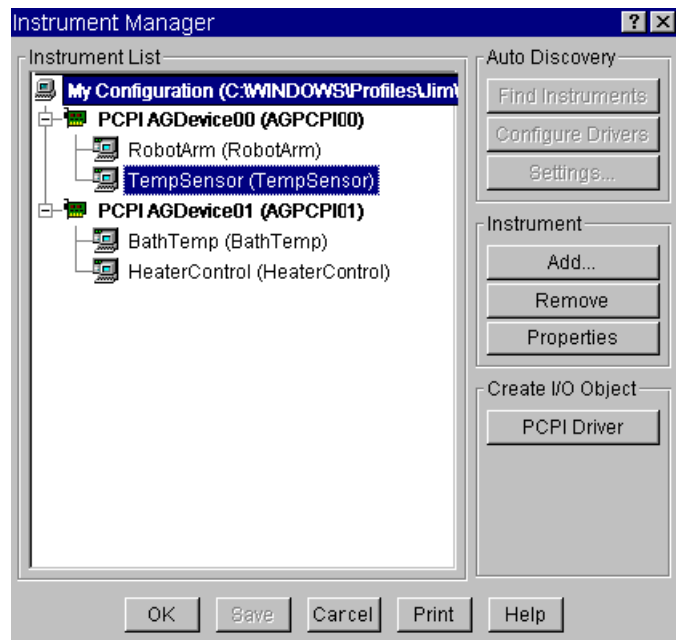 Instrument Manager
Instrument List
My Configuration (C:\WINDOWS\Profiles\Jim\
PCPI AGDevice00 (AGPCPI00)
RobotArm (RobotArm)
TempSensor (TempSensor)
PCPI AGDevice01 (AGPCPI01)
BathTemp (BathTemp)
HeaterControl (HeaterControl)
Auto Discovery
Find Instruments
Configure Drivers
Settings...
Instrument
Add...
Remove
Properties
Create I/O Object
PCPI Driver
OK
Save
Carcel
Print
Help